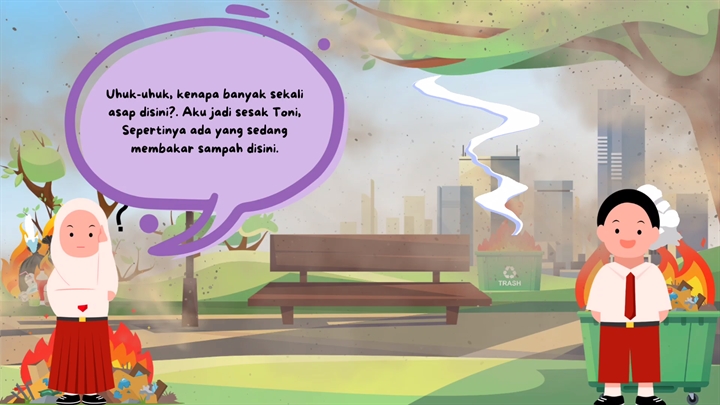 Uhuk-uhuk, kenapa banyak sekali
asap disini?. Aku jadi sesak Toni,
Sepertinya ada yang sedang
membakar sampah disini.
?
TRASH